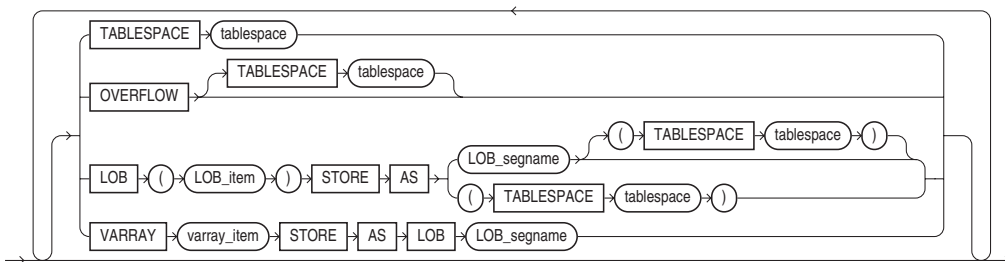 TABLESPACE tablespace
TABLESPACE tablespace
OVERFLOW
( TABLESPACE tablespace )
LOB_segname
LOB ( LOB_item ) STORE AS
( TABLESPACE tablespace )
VARRAY varray_item STORE AS LOB LOB_segname